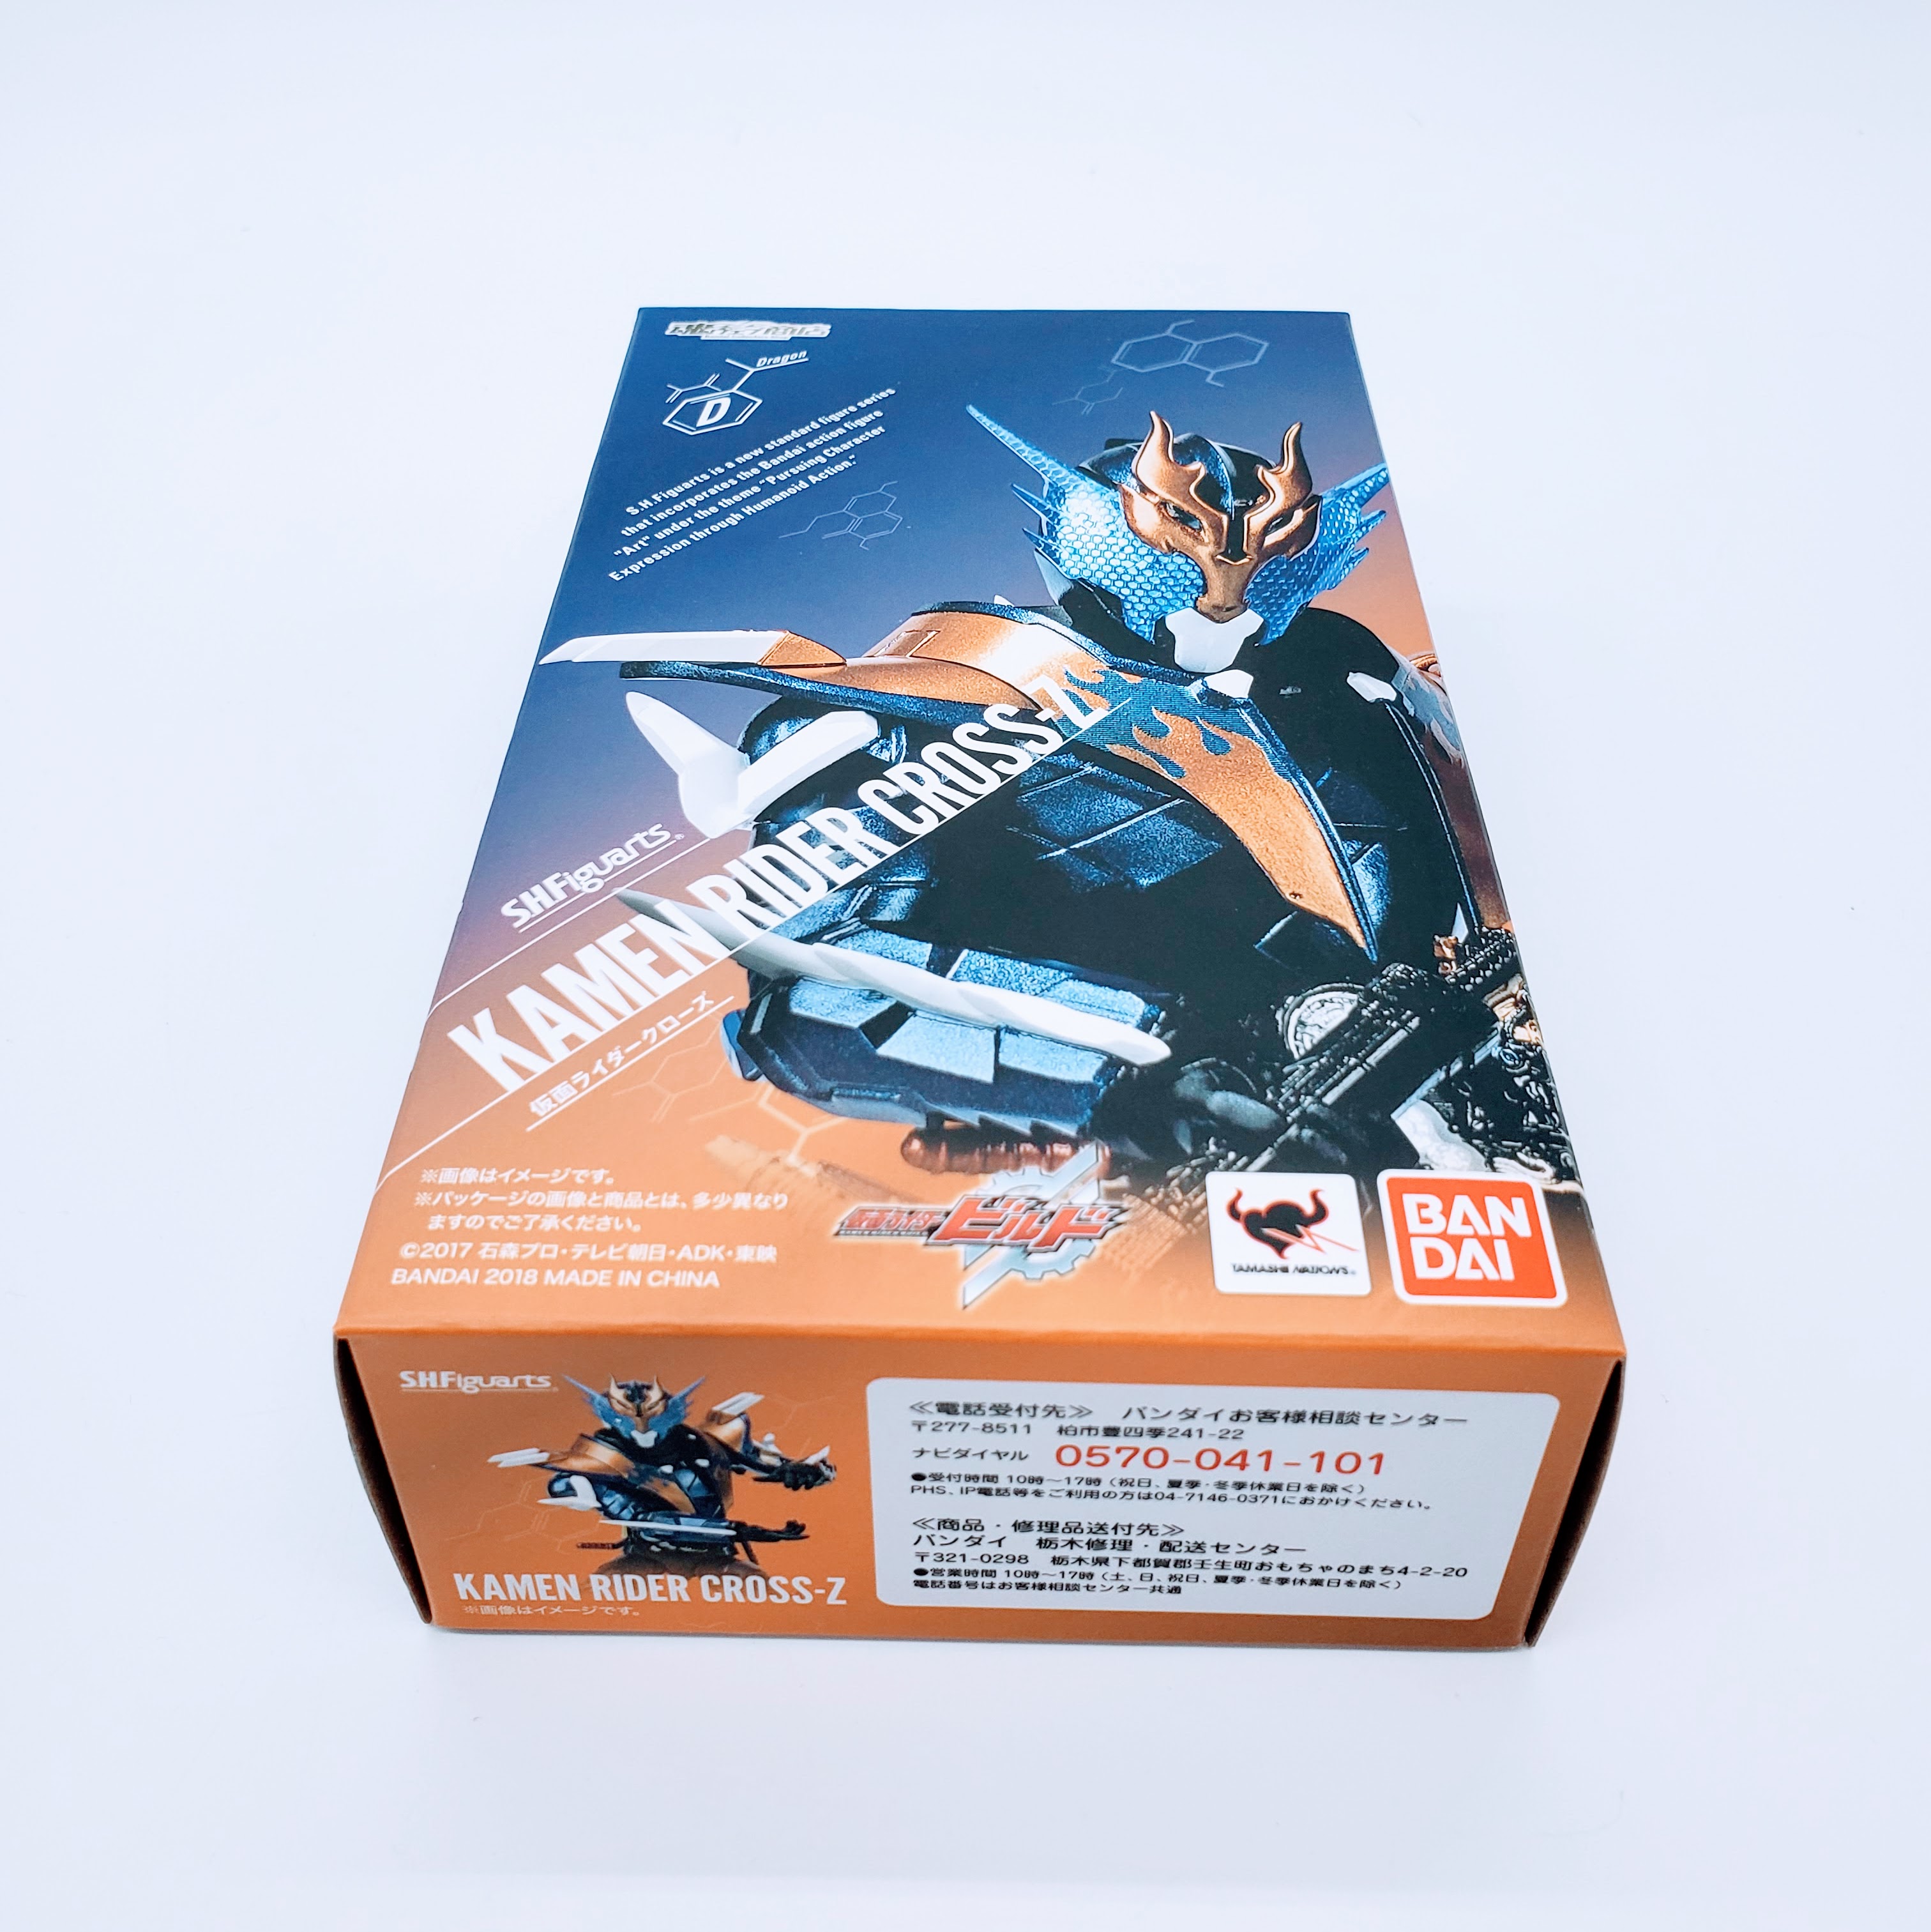 Dragon
D
S.H.Figuarts is a new standard figure series
that incorporates the Bandai action figure
"Art" under the theme "Pursuing Character
Expression through Humanoid Action."
S.H.Figuarts
KAMEN RIDER CROSS-Z
仮面ライダークローズ
※画像はイメージです。
※パッケージの画像と商品とは、多少異なり
ますのでご了承ください。
©2017 石森プロ・テレビ朝日・ADK・東映
BANDAI 2018 MADE IN CHINA
仮面ライダービルド
TAMASHII NATIONS
BAN
DAI
S.H.Figuarts
KAMEN RIDER CROSS-Z
※画像はイメージです。
≪電話受付先≫ バンダイお客様相談センター
〒277-8511 柏市豊四季241-22
ナビダイヤル 0570-041-101
●受付時間 10時～17時(祝日、夏季・冬季休業日を除く)
PHS、IP電話等をご利用の方は04-7146-0371におかけください。
≪商品・修理品送付先≫
バンダイ 栃木修理・配送センター
〒321-0298 栃木県下都賀郡壬生町おもちゃのまち4-2-20
●営業時間 10時～17時(土、日、祝日、夏季・冬季休業日を除く)
電話番号はお客様相談センター共通